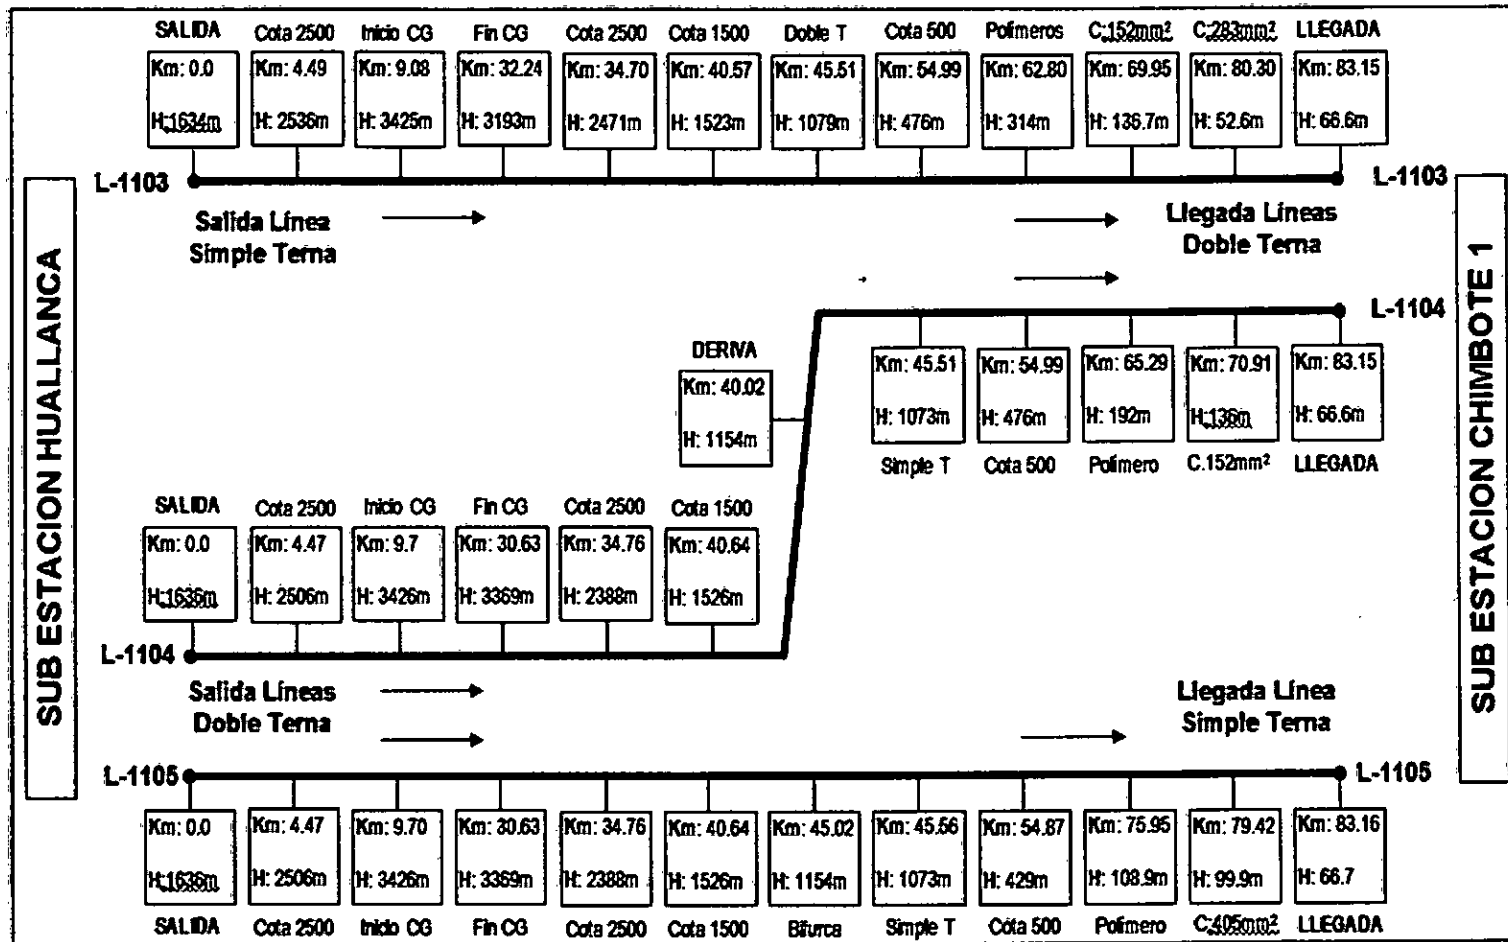 SALIDA Cota 2500 Inicio CG Fin CG Cota 2500 Cota 1500 Doble T Cota 500 Polímeros C:152mm² C:283mm² LLEGADA
Km: 0.0 Km: 4.49 Km: 9.08 Km: 32.24 Km: 34.70 Km: 40.57 Km: 45.51 Km: 54.99 Km: 62.80 Km: 69.95 Km: 80.30 Km: 83.15
H:1634m H: 2536m H: 3425m H: 3193m H: 2471m H: 1523m H: 1079m H: 476m H: 314m H: 136.7m H: 52.6m H: 66.6m
L-1103 L-1103
Salida Línea
Simple Terna
Llegada Líneas
Doble Terna
SUB ESTACION HUALLANCA
SUB ESTACION CHIMBOTE 1
L-1104
DERIVA
Km: 40.02
H: 1154m
Km: 45.51 Km: 54.99 Km: 65.29 Km: 70.91 Km: 83.15
H: 1073m H: 476m H: 192m H:136m H: 66.6m
Simple T Cota 500 Polímero C.152mm² LLEGADA
SALIDA Cota 2500 Inicio CG Fin CG Cota 2500 Cota 1500
Km: 0.0 Km: 4.47 Km: 9.7 Km: 30.63 Km: 34.76 Km: 40.64
H:1636m H: 2506m H: 3426m H: 3369m H: 2388m H: 1526m
L-1104
Salida Líneas
Doble Terna
Llegada Línea
Simple Terna
L-1105 L-1105
Km: 0.0 Km: 4.47 Km: 9.70 Km: 30.63 Km: 34.76 Km: 40.64 Km: 45.02 Km: 45.56 Km: 54.87 Km: 75.95 Km: 79.42 Km: 83.16
H:1636m H: 2506m H: 3426m H: 3369m H: 2388m H: 1526m H: 1154m H: 1073m H: 429m H: 108.9m H: 99.9m H: 66.7
SALIDA Cota 2500 Inicio CG Fin CG Cota 2500 Cota 1500 Bifurca Simple T Cota 500 Polímero C:405mm² LLEGADA